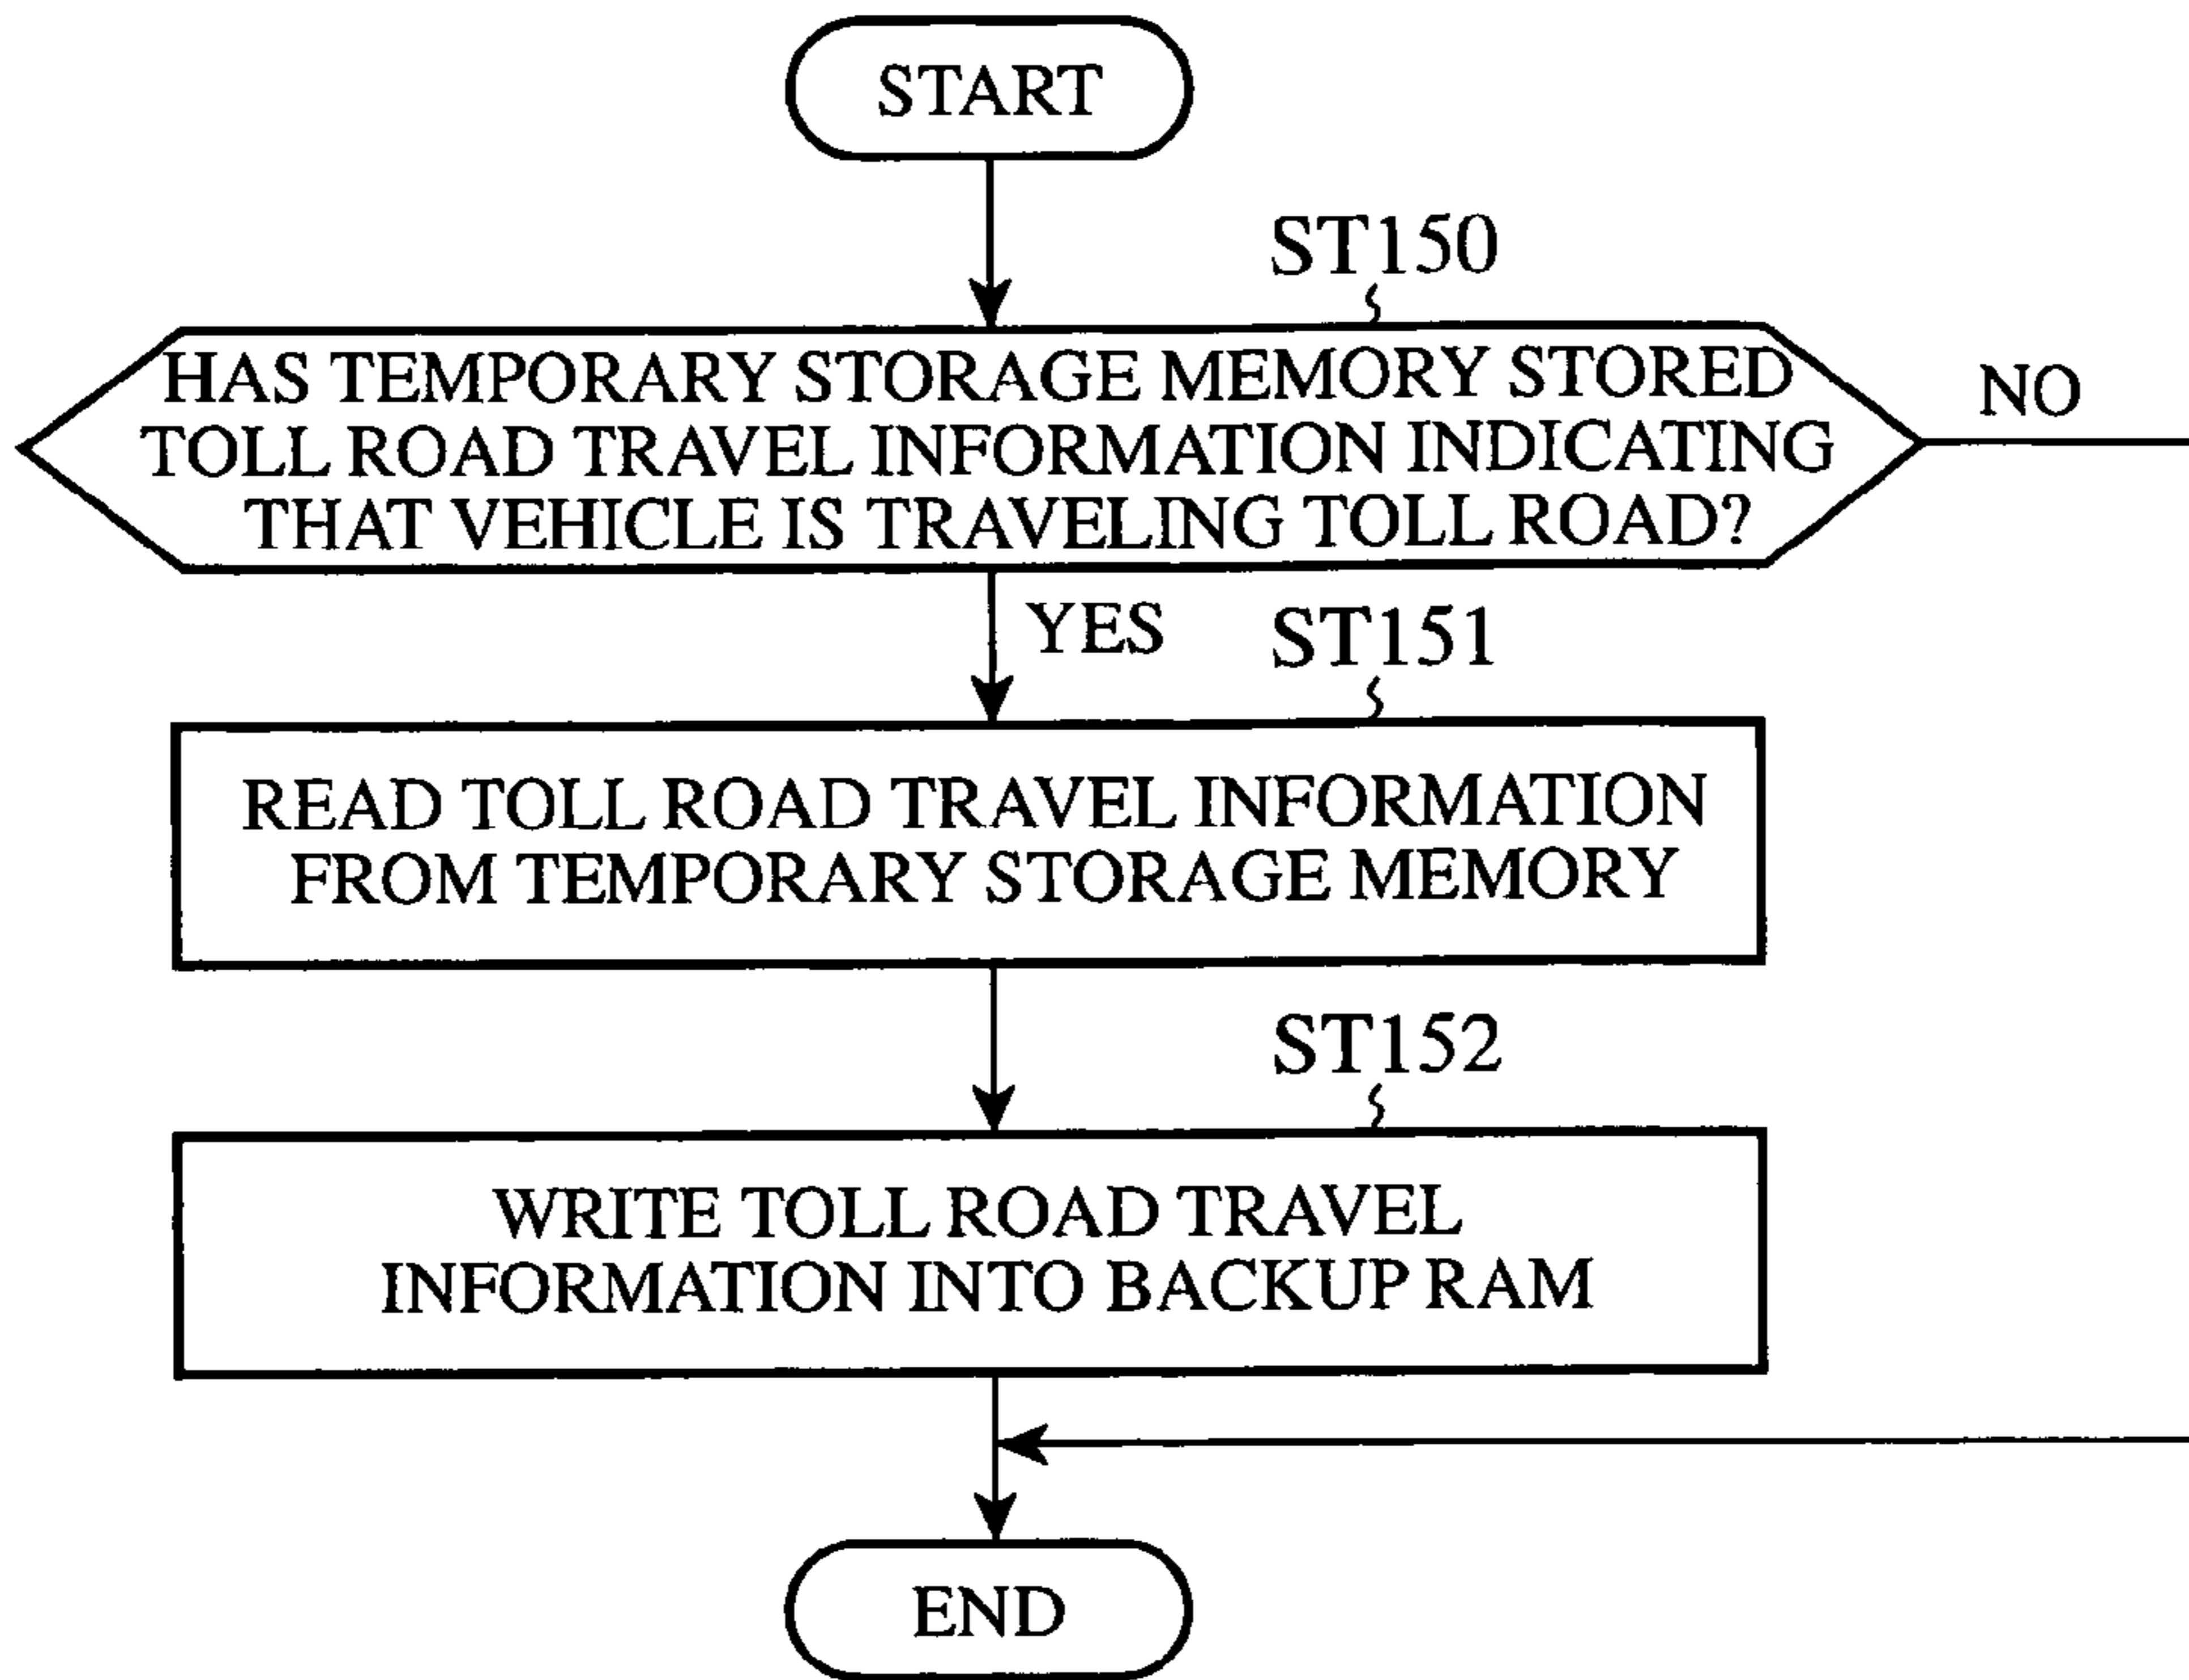 START
ST150
HAS TEMPORARY STORAGE MEMORY STORED
TOLL ROAD TRAVEL INFORMATION INDICATING
THAT VEHICLE IS TRAVELING TOLL ROAD?
NO
YES
ST151
READ TOLL ROAD TRAVEL INFORMATION
FROM TEMPORARY STORAGE MEMORY
ST152
WRITE TOLL ROAD TRAVEL
INFORMATION INTO BACKUP RAM
END